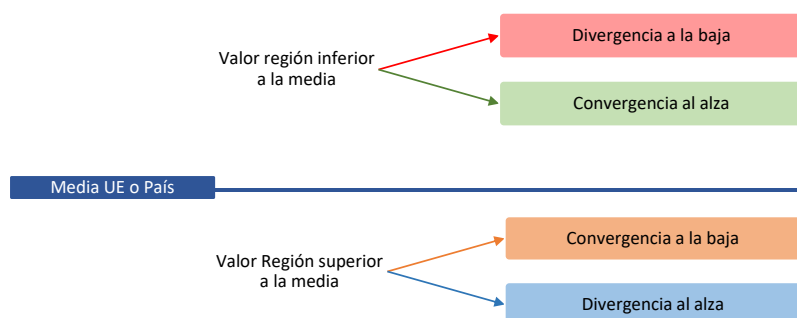 Divergencia a la baja
Valor región inferior
a la media
Convergencia al alza
Media UE o País
Convergencia a la baja
Valor Región superior
a la media
Divergencia al alza